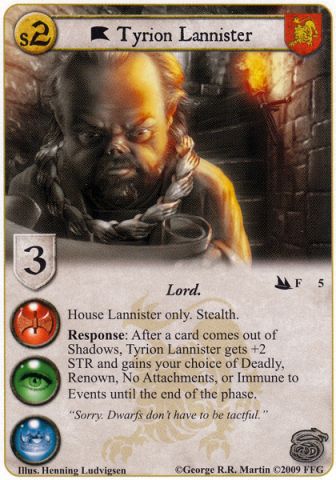 s2
Tyrion Lannister
3
Lord.
F 5
House Lannister only. Stealth.
Response: After a card comes out of
Shadows, Tyrion Lannister gets +2
STR and gains your choice of Deadly,
Renown, No Attachments, or Immune to
Events until the end of the phase.
"Sorry. Dwarfs don't have to be tactful."
Illus. Henning Ludvigsen
©George R.R. Martin ©2009 FFG